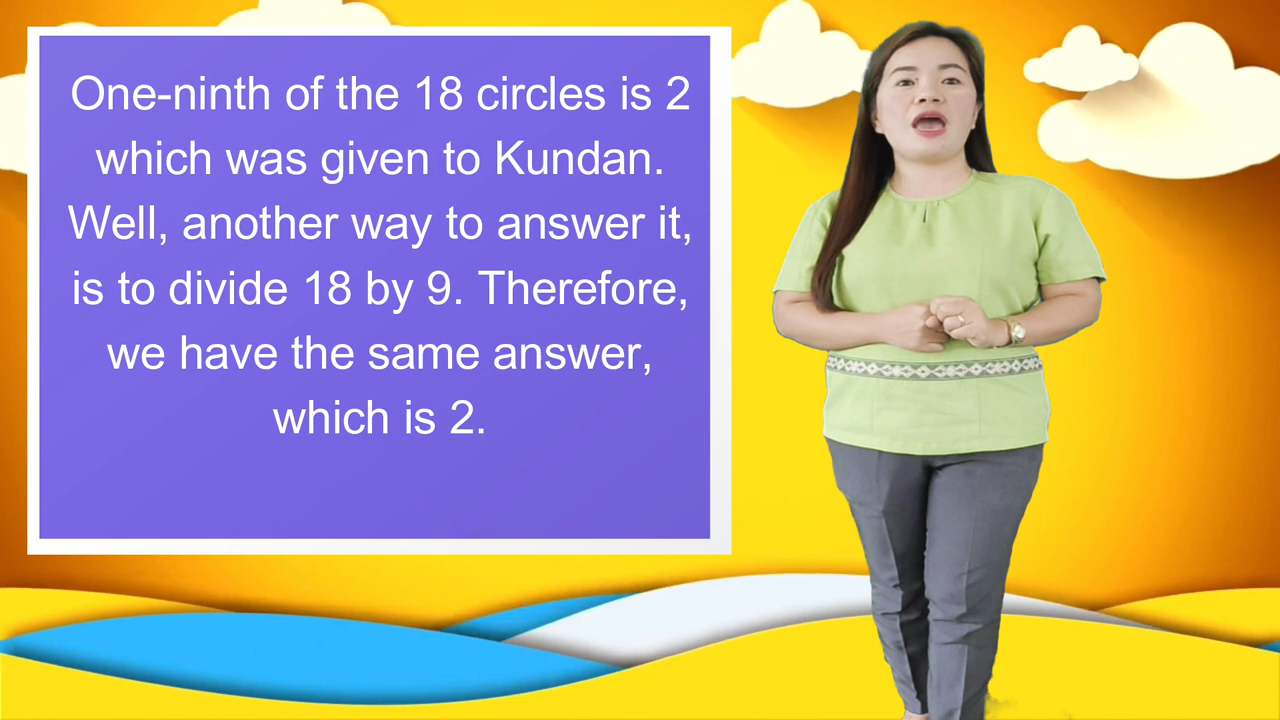 One-ninth of the 18 circles is 2
which was given to Kundan.
Well, another way to answer it,
is to divide 18 by 9. Therefore,
we have the same answer,
which is 2.